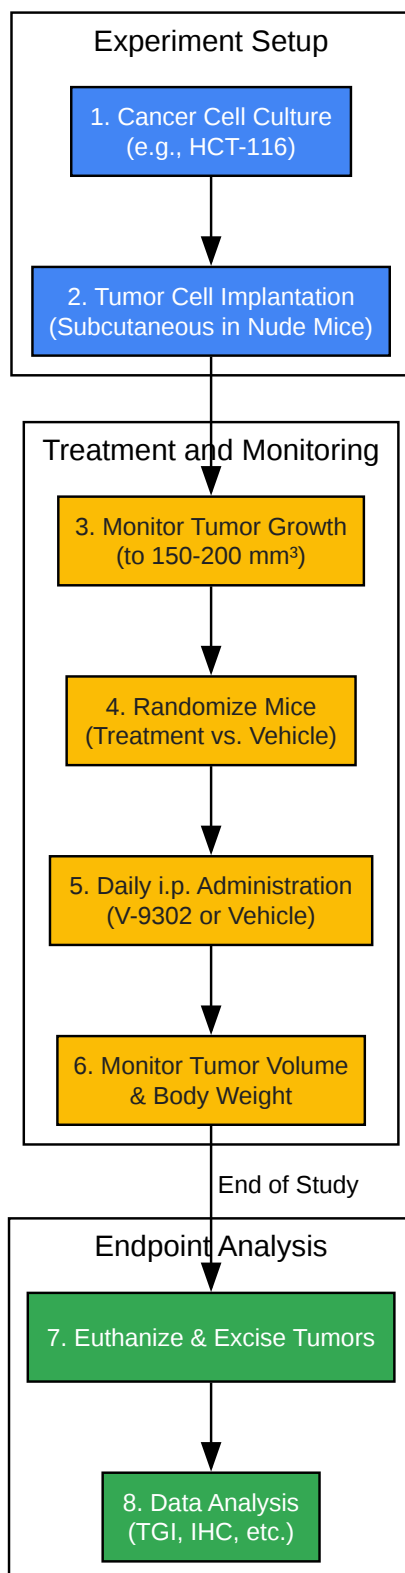 Experiment Setup
1. Cancer Cell Culture
(e.g., HCT-116)
2. Tumor Cell Implantation
(Subcutaneous in Nude Mice)
Treatment and Monitoring
3. Monitor Tumor Growth
(to 150-200 mm³)
4. Randomize Mice
(Treatment vs. Vehicle)
5. Daily i.p. Administration
(V-9302 or Vehicle)
6. Monitor Tumor Volume
& Body Weight
End of Study
Endpoint Analysis
7. Euthanize & Excise Tumors
8. Data Analysis
(TGI, IHC, etc.)